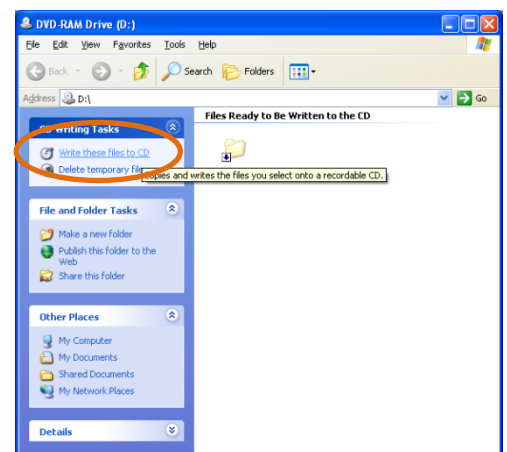 DVD-RAM Drive (D:)
File Edit View Favorites Tools Help
Back Search Folders
Address D:\ Go
Files Ready to Be Written to the CD
CD Writing Tasks
Write these files to CD
Delete temporary file
Copies and writes the files you select onto a recordable CD.
File and Folder Tasks
Make a new folder
Publish this folder to the
Web
Share this folder
Other Places
My Computer
My Documents
Shared Documents
My Network Places
Details